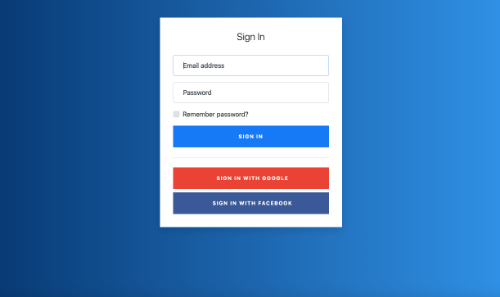 Sign In
Email address
Password
Remember password?
SIGN IN
SIGN IN WITH GOOGLE
SIGN IN WITH FACEBOOK